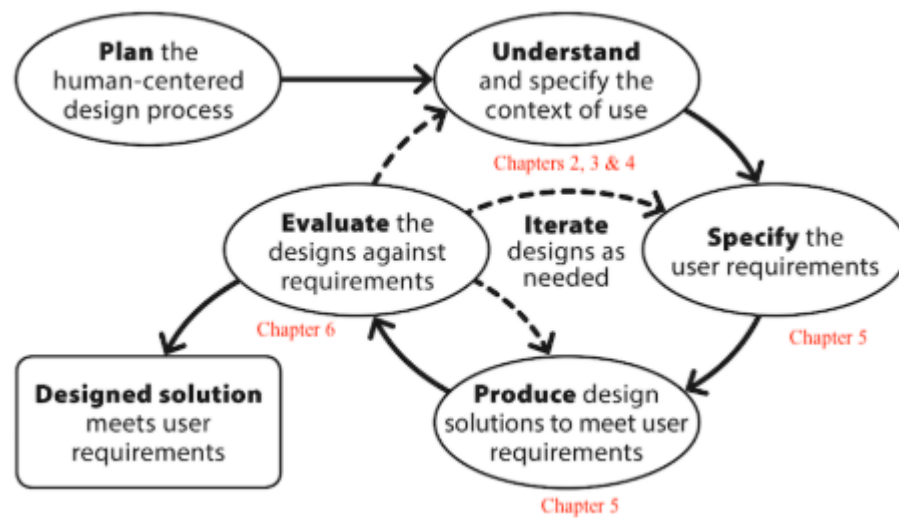 Plan the
human-centered
design process
Understand
and specify the
context of use
Chapters 2, 3 & 4
Evaluate the
designs against
requirements
Chapter 6
Iterate
designs as
needed
Specify the
user requirements
Chapter 5
Designed solution
meets user
requirements
Produce design
solutions to meet user
requirements
Chapter 5